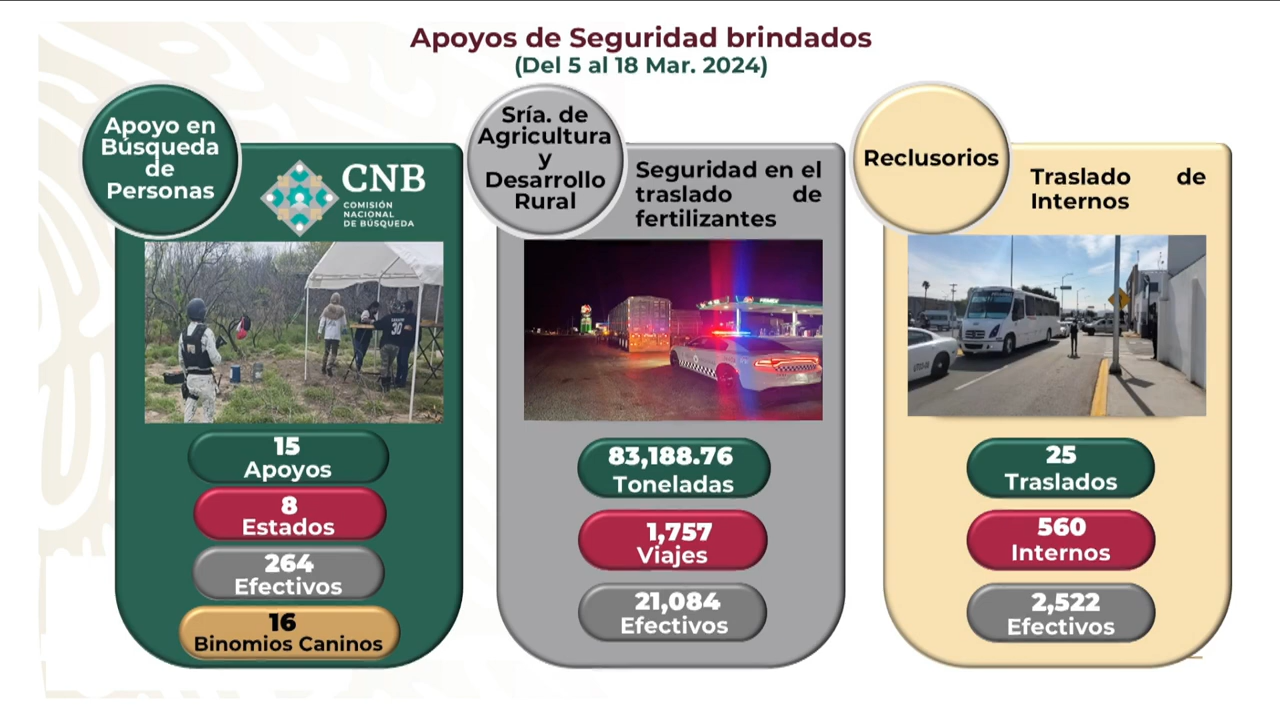 Apoyos de Seguridad brindados
(Del 5 al 18 Mar. 2024)
Apoyo en
Búsqueda
de
Personas
CNB
COMISIÓN
NACIONAL
DE BÚSQUEDA
30
15
Apoyos
8
Estados
264
Efectivos
16
Binomios Caninos
Sría. de
Agricultura
y
Desarrollo
Rural
Seguridad en el
traslado de
fertilizantes
PEMEX
83,188.76
Toneladas
1,757
Viajes
21,084
Efectivos
Reclusorios
Traslado de
Internos
25
Traslados
560
Internos
2,522
Efectivos